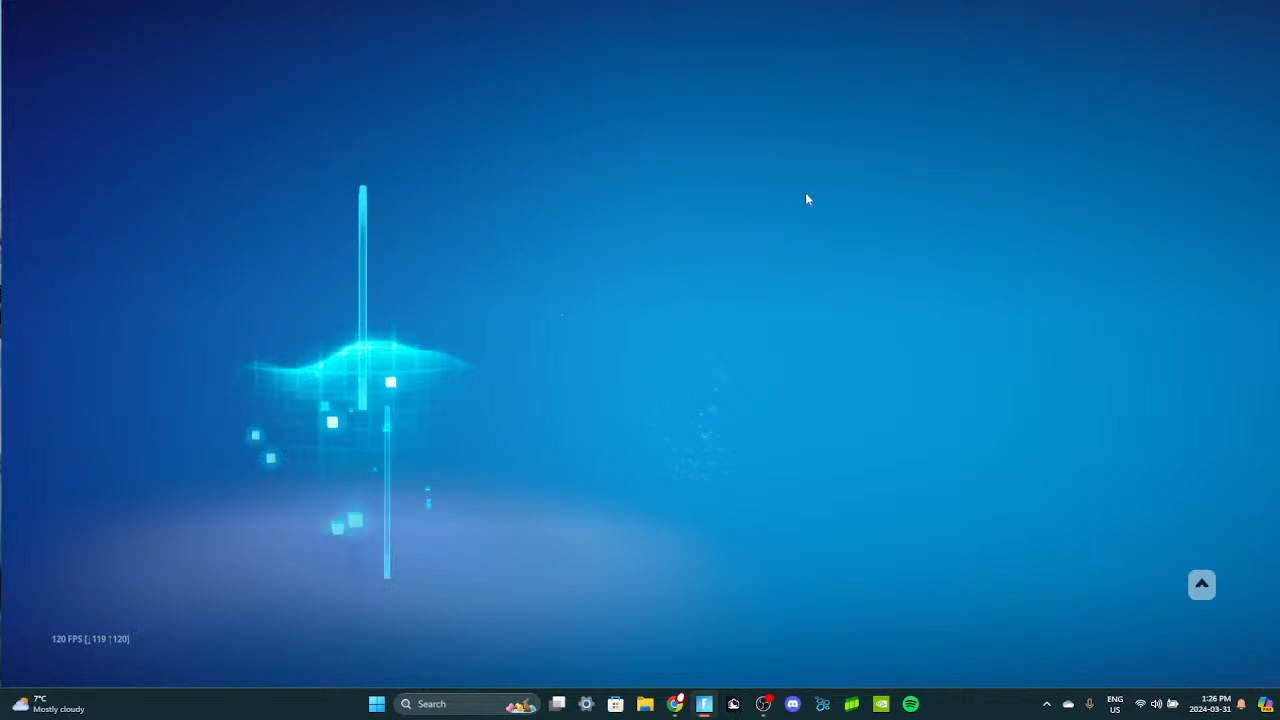 120 FPS [↓119 ↑120]
7°C
Mostly cloudy
Search
F
ENG
US
1:26 PM
2024-03-31